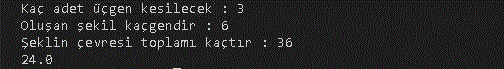 Kaç adet üçgen kesilecek : 3
Oluşan şekil kaçgendir : 6
Şeklin çevresi toplamı kaçtır : 36
24.0